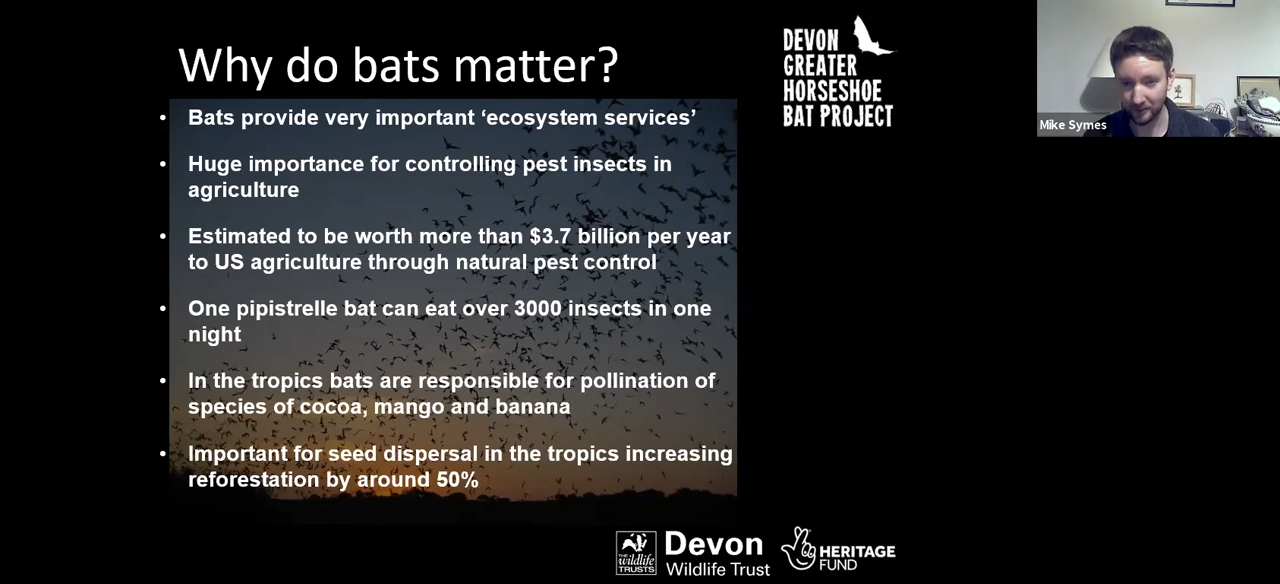 Why do bats matter?
• Bats provide very important ‘ecosystem services’
• Huge importance for controlling pest insects in
agriculture
• Estimated to be worth more than $3.7 billion per year
to US agriculture through natural pest control
• One pipistrelle bat can eat over 3000 insects in one
night
• In the tropics bats are responsible for pollination of
species of cocoa, mango and banana
• Important for seed dispersal in the tropics increasing
reforestation by around 50%
DEVON
GREATER
HORSESHOE
BAT PROJECT
Mike Symes
THE
wildlife
TRUSTS
Devon
Wildlife Trust
HERITAGE
FUND